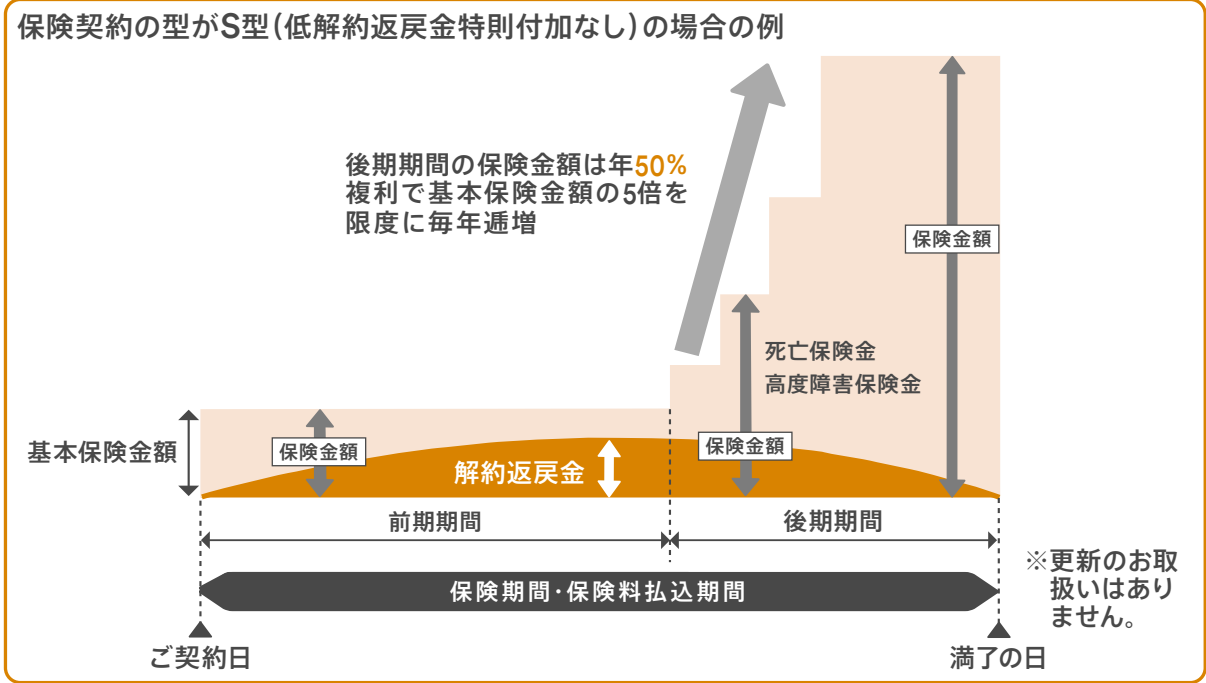 保険契約の型がS型(低解約返戻金特則付加なし)の場合の例
後期期間の保険金額は年50%
複利で基本保険金額の5倍を
限度に毎年逓増
保険金額
死亡保険金
高度障害保険金
基本保険金額
保険金額
保険金額
解約返戻金
前期期間
後期期間
※更新のお取
扱いはあり
ません。
保険期間・保険料払込期間
ご契約日
満了の日